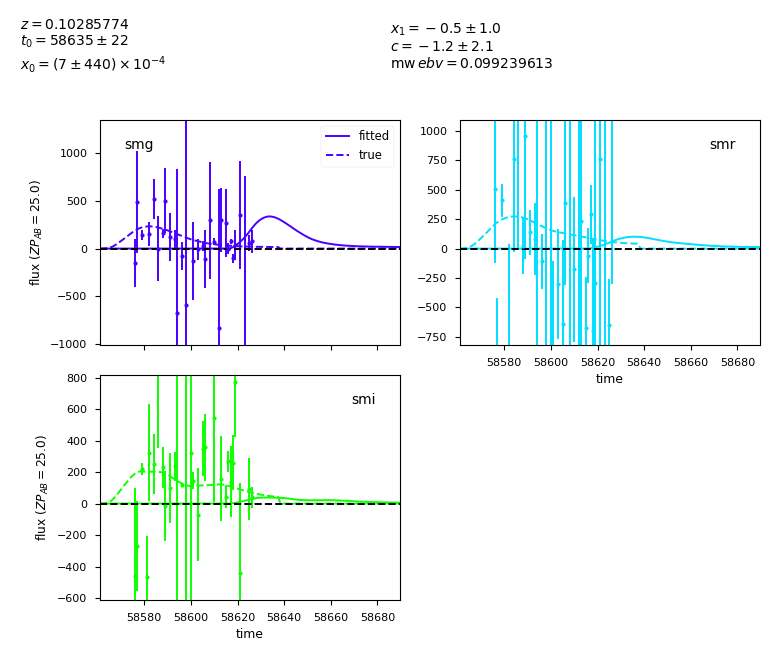 z = 0.10285774
t₀ = 58635 ± 22
x₀ = (7 ± 440) × 10⁻⁴
x₁ = −0.5 ± 1.0
c = −1.2 ± 2.1
mw ebv = 0.099239613
smg
fitted
true
1000
500
0
−500
−1000
flux (ZP_AB = 25.0)
smr
1000
750
500
250
0
−250
−500
−750
58580 58600 58620 58640 58660 58680
time
smi
800
600
400
200
0
−200
−400
−600
flux (ZP_AB = 25.0)
58580 58600 58620 58640 58660 58680
time